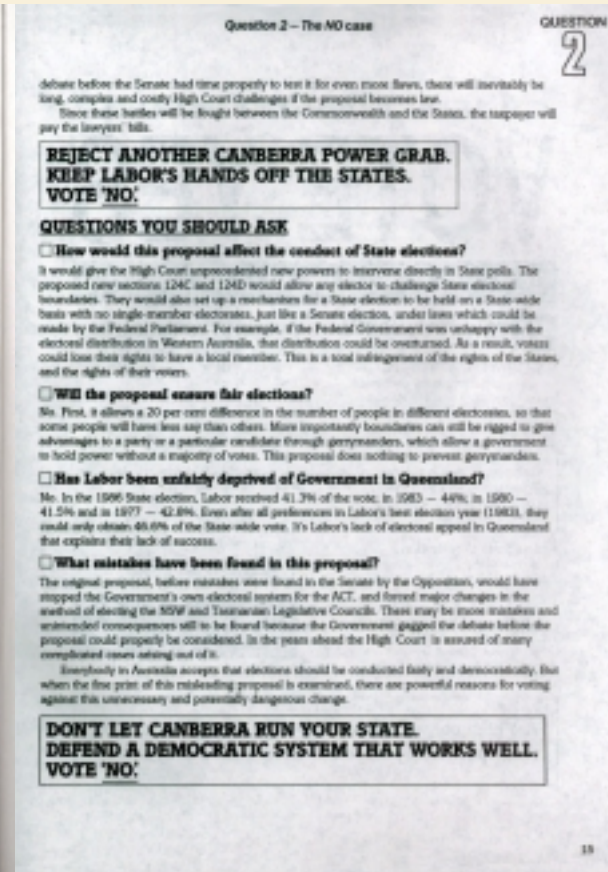 Question 2 – The NO case
QUESTION
2
debate before the Senate had time properly to test it for even more flaws, there will inevitably be
long, complex and costly High Court challenges if the proposal becomes law.
Since these battles will be fought between the Commonwealth and the States, the taxpayer will
pay the lawyers' bills.
REJECT ANOTHER CANBERRA POWER GRAB.
KEEP LABOR'S HANDS OFF THE STATES.
VOTE 'NO.'
QUESTIONS YOU SHOULD ASK
How would this proposal affect the conduct of State elections?
It would give the High Court unprecedented new powers to intervene directly in State polls. The
proposed new sections 124C and 124D would allow any elector to challenge State electoral
boundaries. They would also set up a mechanism for a State election to be held on a State-wide
basis with no single-member electorates, just like a Senate election, under laws which could be
made by the Federal Parliament. For example, if the Federal Government was unhappy with the
electoral distribution in Western Australia, that distribution could be overturned. As a result, voters
could lose their rights to have a local member. This is a total infringement of the rights of the States,
and the rights of their voters.
Will the proposal ensure fair elections?
No. First, it allows a 20 per cent difference in the number of people in different electorates, so that
some people will have less say than others. More importantly boundaries can still be rigged to give
advantages to a party or a particular candidate through gerrymanders, which allow a government
to hold power without a majority of votes. This proposal does nothing to prevent gerrymanders.
Has Labor been unfairly deprived of Government in Queensland?
No. In the 1986 State election, Labor received 41.3% of the vote, in 1983 — 44%, in 1980 —
41.5% and in 1977 — 42.8%. Even after all preferences in Labor's best election year (1983), they
could only obtain 46.6% of the State-wide vote. It's Labor's lack of electoral appeal in Queensland
that explains their lack of success.
What mistakes have been found in this proposal?
The original proposal, before mistakes were found in the Senate by the Opposition, would have
stopped the Government's own electoral system for the ACT, and forced major changes in the
method of electing the NSW and Tasmanian Legislative Councils. There may be more mistakes and
unintended consequences still to be found because the Government gagged the debate before the
proposal could properly be considered. In the years ahead the High Court is assured of many
complicated cases arising out of it.
Everybody in Australia accepts that elections should be conducted fairly and democratically. But
when the fine print of this misleading proposal is examined, there are powerful reasons for voting
against this unnecessary and potentially dangerous change.
DON'T LET CANBERRA RUN YOUR STATE.
DEFEND A DEMOCRATIC SYSTEM THAT WORKS WELL.
VOTE 'NO.'